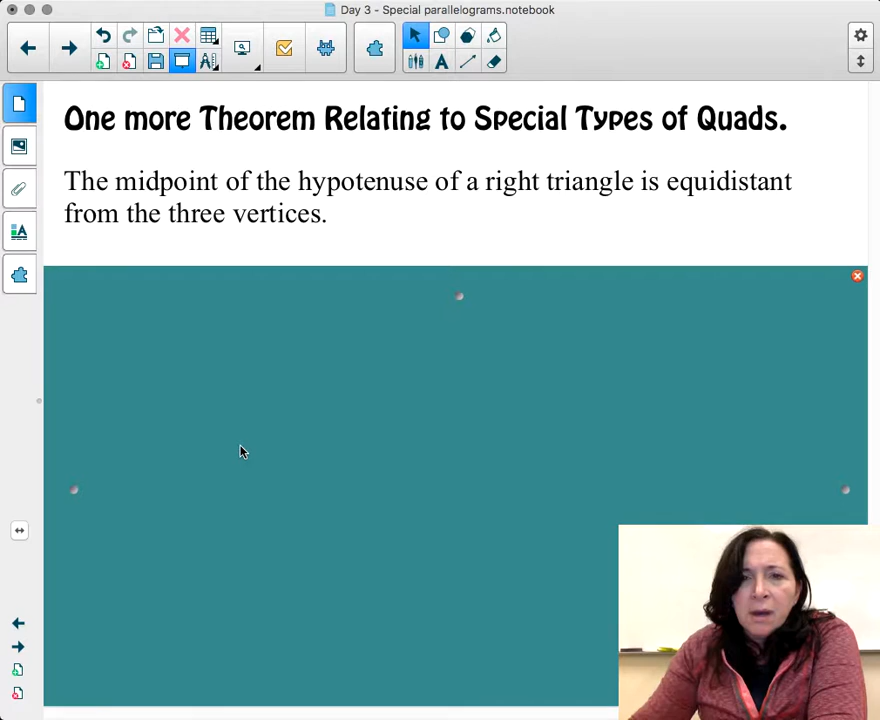 Day 3 - Special parallelograms.notebook
One more Theorem Relating to Special Types of Quads.
The midpoint of the hypotenuse of a right triangle is equidistant
from the three vertices.